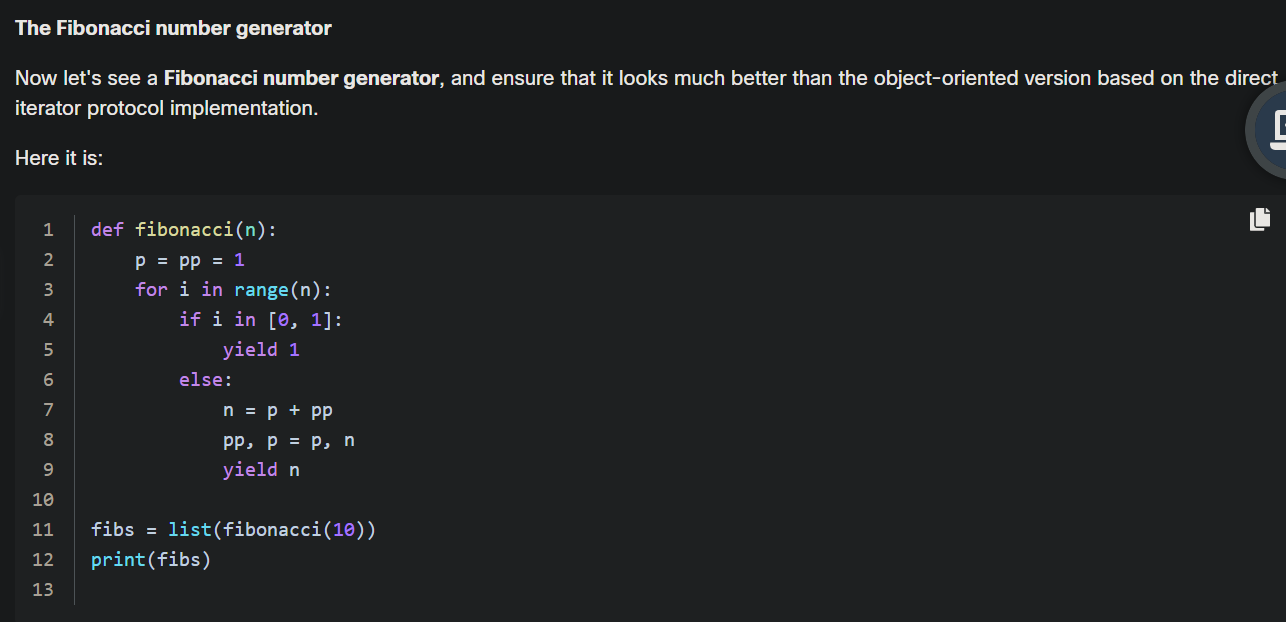 The Fibonacci number generator
Now let's see a Fibonacci number generator, and ensure that it looks much better than the object-oriented version based on the direct
iterator protocol implementation.
Here it is:
1 def fibonacci(n):
2     p = pp = 1
3     for i in range(n):
4         if i in [0, 1]:
5             yield 1
6         else:
7             n = p + pp
8             pp, p = p, n
9             yield n
10
11 fibs = list(fibonacci(10))
12 print(fibs)
13